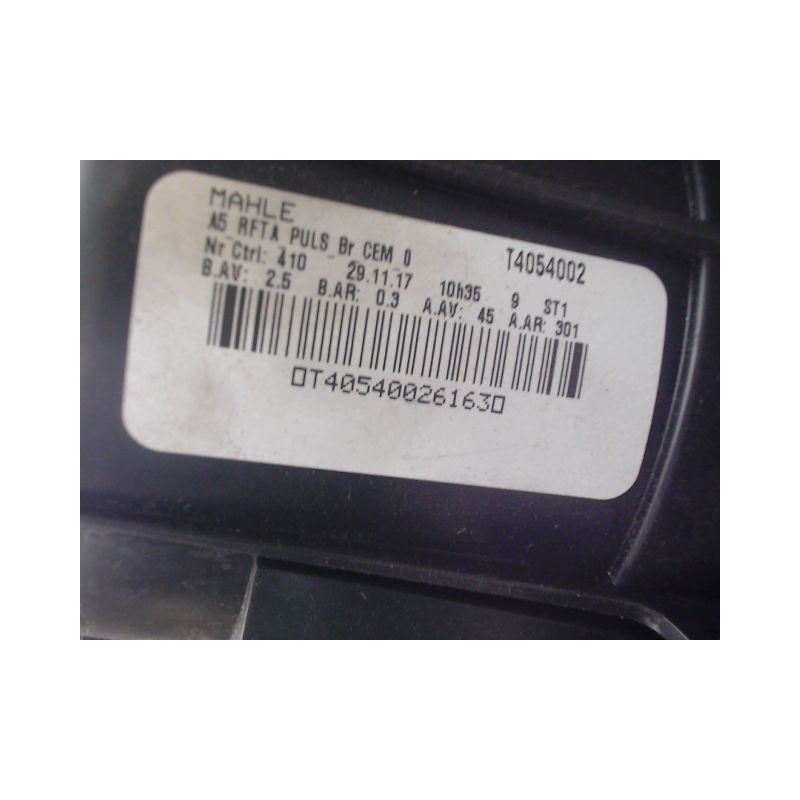 MAHLE
A5 RFTA PULS Br CEM 0 T4054002
Nr Ctrl: 410 29.11.17 10h35 9 ST1
B.AV: 2.5 B.AR: 0.3 A.AV: 45 A.AR: 301
T40540026163